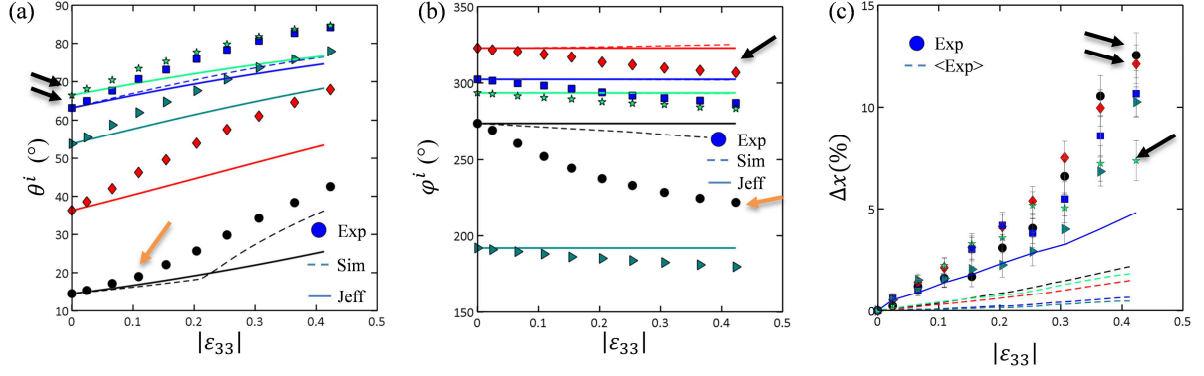 (a)
90
80
70
60
50
40
30
20
10
0
0.1
0.2
0.3
0.4
0.5
θ^i (°)
|ε₃₃|
Exp
Sim
Jeff
(b)
350
300
250
200
150
0
0.1
0.2
0.3
0.4
0.5
φ^i (°)
|ε₃₃|
Exp
Sim
Jeff
(c)
15
10
5
0
0
0.1
0.2
0.3
0.4
0.5
Δx(%)
|ε₃₃|
Exp
<Exp>